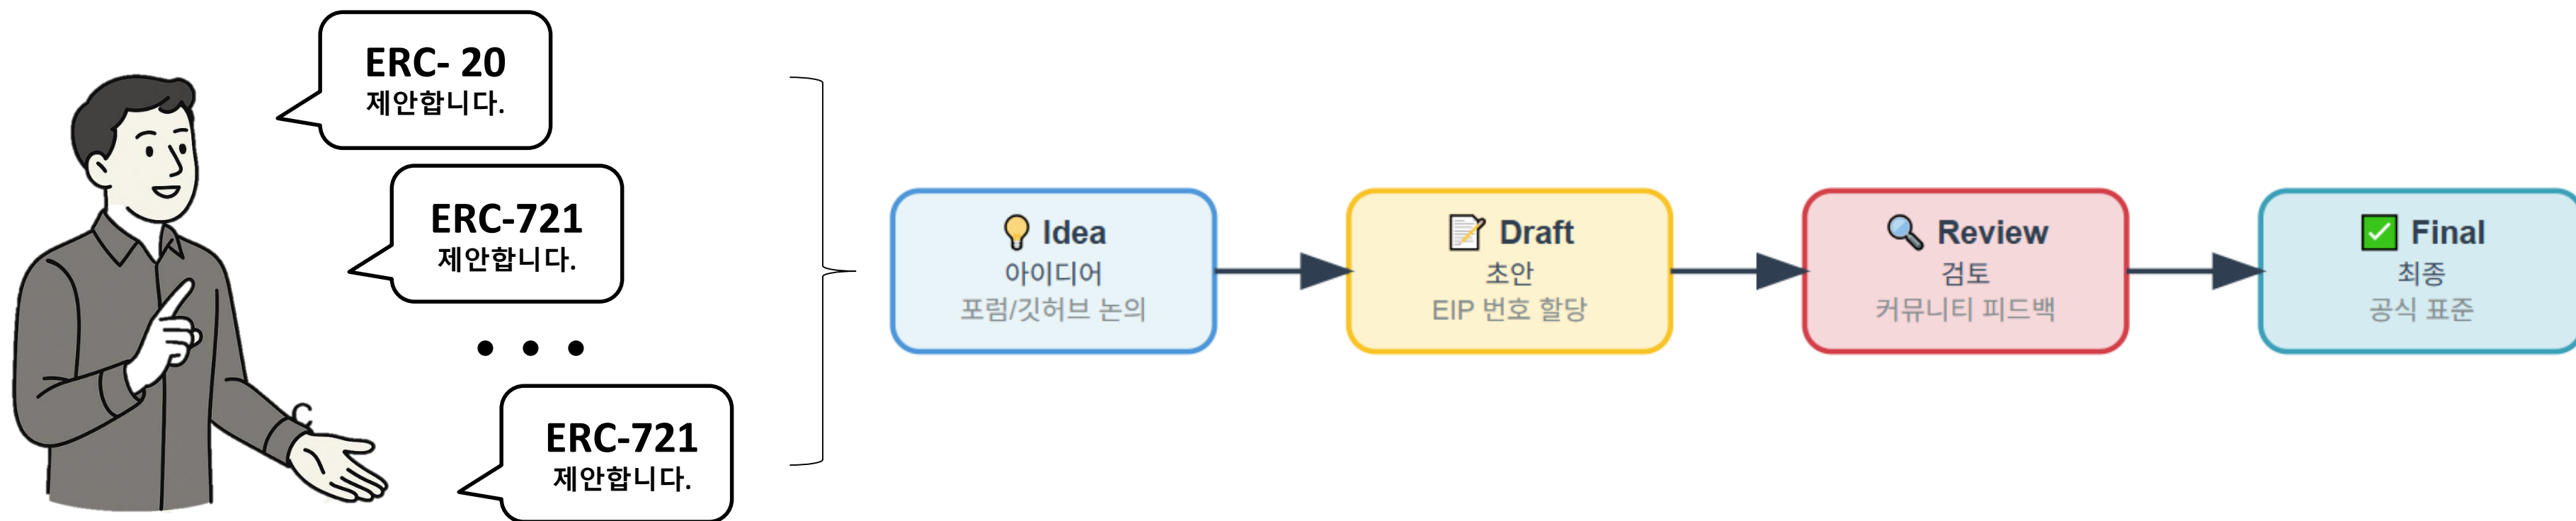 ERC- 20
제안합니다.
ERC-721
제안합니다.
• • •
ERC-721
제안합니다.
Idea
아이디어
포럼/깃허브 논의
Draft
초안
EIP 번호 할당
Review
검토
커뮤니티 피드백
Final
최종
공식 표준